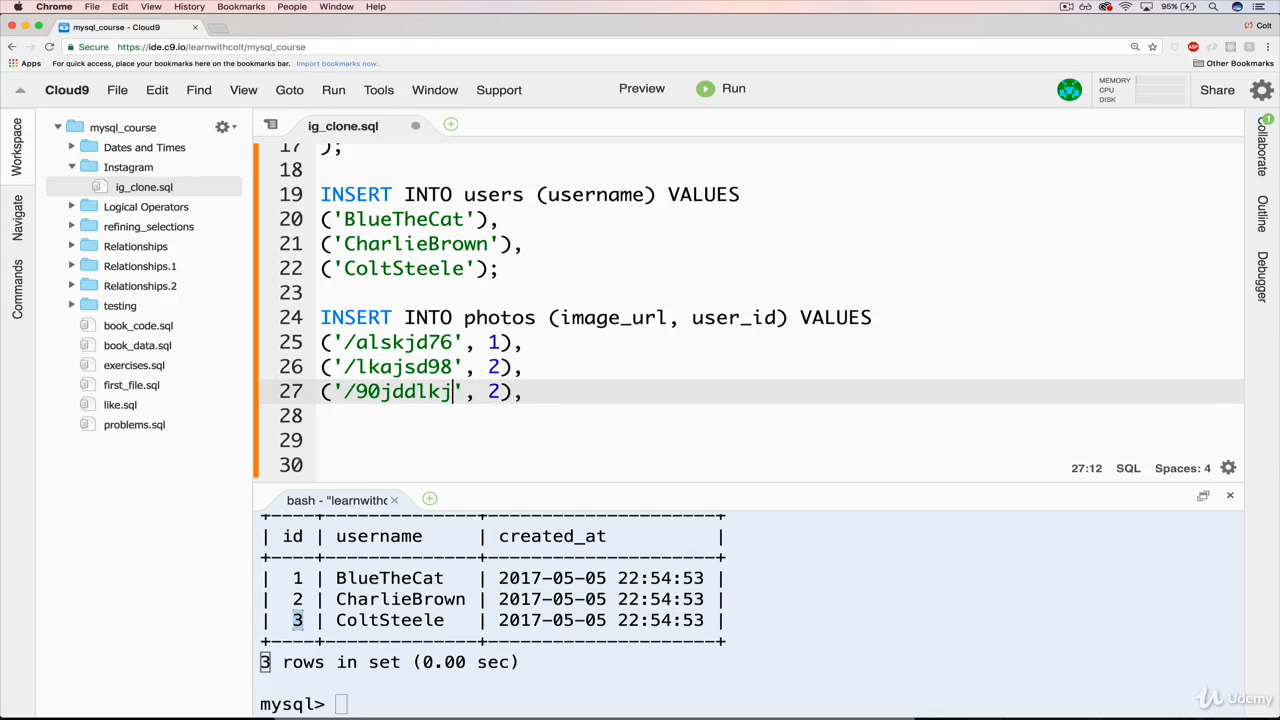 Chrome File Edit View History Bookmarks People Window Help 95%
mysql_course - Cloud9 × Colt
Secure https://ide.c9.io/learnwithcolt/mysql_course
Apps For quick access, place your bookmarks here on the bookmarks bar. Import bookmarks now... Other Bookmarks
Cloud9 File Edit Find View Goto Run Tools Window Support Preview Run MEMORY CPU DISK Share
Workspace
Navigate
Commands
mysql_course
Dates and Times
Instagram
ig_clone.sql
Logical Operators
refining_selections
Relationships
Relationships.1
Relationships.2
testing
book_code.sql
book_data.sql
exercises.sql
first_file.sql
like.sql
problems.sql
ig_clone.sql
17 );
18
19 INSERT INTO users (username) VALUES
20 ('BlueTheCat'),
21 ('CharlieBrown'),
22 ('ColtSteele');
23
24 INSERT INTO photos (image_url, user_id) VALUES
25 ('/alskjd76', 1),
26 ('/lkajsd98', 2),
27 ('/90jddlkj', 2),
28
29
30
27:12 SQL Spaces: 4
Collaborate 1
Outline
Debugger
bash - "learnwithc ×
+----+--------------+---------------------+
| id | username | created_at |
+----+--------------+---------------------+
| 1 | BlueTheCat | 2017-05-05 22:54:53 |
| 2 | CharlieBrown | 2017-05-05 22:54:53 |
| 3 | ColtSteele | 2017-05-05 22:54:53 |
+----+--------------+---------------------+
3 rows in set (0.00 sec)
mysql>
Udemy